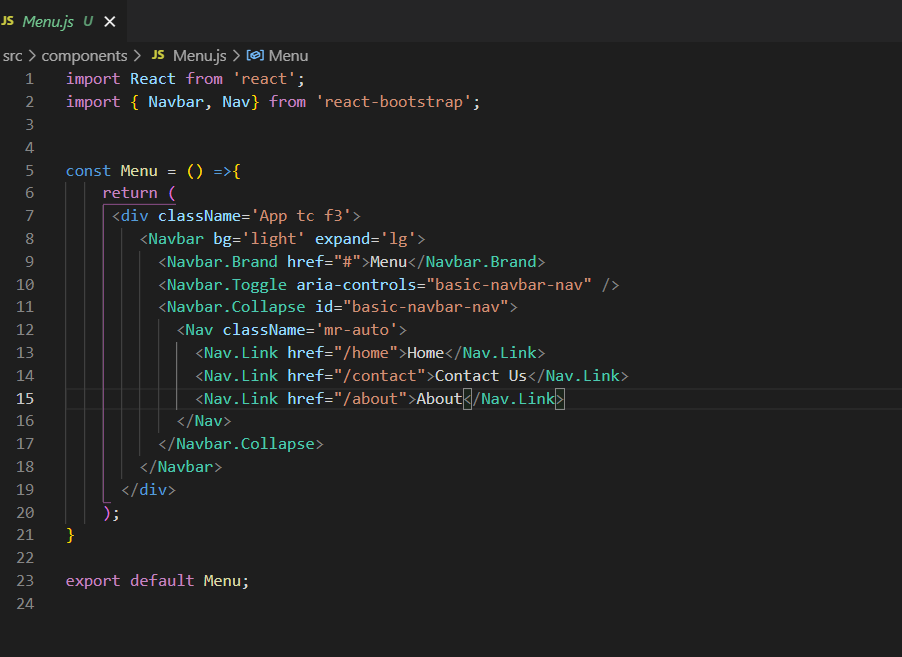 JS Menu.js U ×
src > components > JS Menu.js > Menu
1 import React from 'react';
2 import { Navbar, Nav} from 'react-bootstrap';
3
4
5 const Menu = () =>{
6     return (
7      <div className='App tc f3'>
8         <Navbar bg='light' expand='lg'>
9           <Navbar.Brand href="#">Menu</Navbar.Brand>
10           <Navbar.Toggle aria-controls="basic-navbar-nav" />
11           <Navbar.Collapse id="basic-navbar-nav">
12             <Nav className='mr-auto'>
13               <Nav.Link href="/home">Home</Nav.Link>
14               <Nav.Link href="/contact">Contact Us</Nav.Link>
15               <Nav.Link href="/about">About</Nav.Link>
16             </Nav>
17           </Navbar.Collapse>
18         </Navbar>
19       </div>
20     );
21 }
22
23 export default Menu;
24